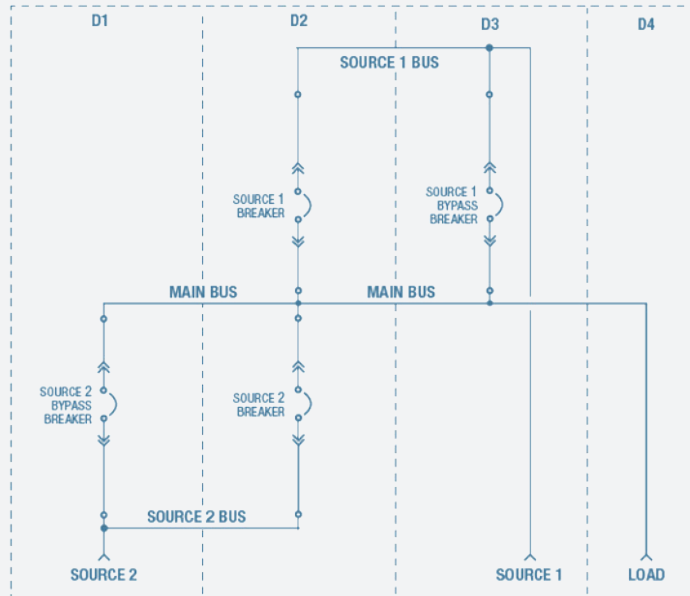 D1
D2
D3
D4
SOURCE 1 BUS
SOURCE 1
BREAKER
SOURCE 1
BYPASS
BREAKER
MAIN BUS
MAIN BUS
SOURCE 2
BYPASS
BREAKER
SOURCE 2
BREAKER
SOURCE 2 BUS
SOURCE 2
SOURCE 1
LOAD